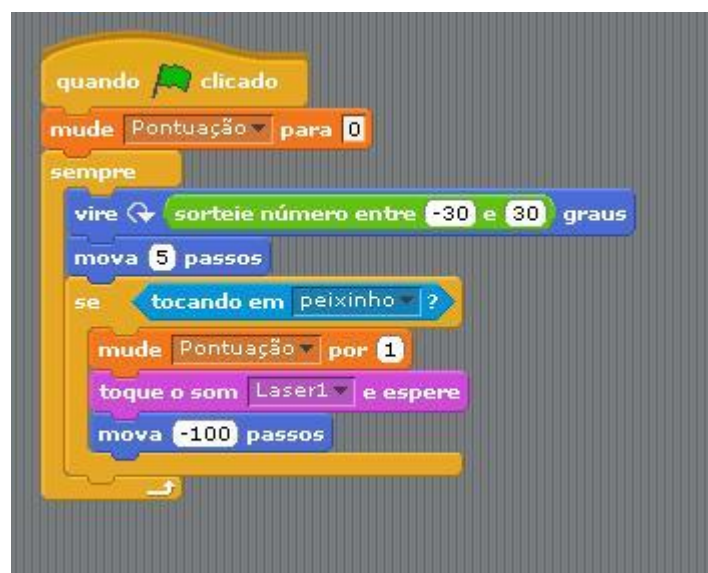 quando clicado
mude Pontuação para 0
sempre
vire sorteie número entre -30 e 30 graus
mova 5 passos
se tocando em peixinho ?
mude Pontuação por 1
toque o som Laser1 e espere
mova -100 passos